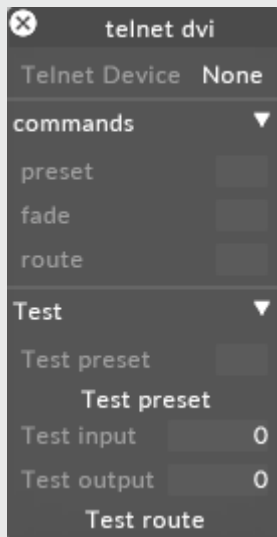 telnet dvi
Telnet Device None
commands
preset
fade
route
Test
Test preset
Test preset
Test input 0
Test output 0
Test route